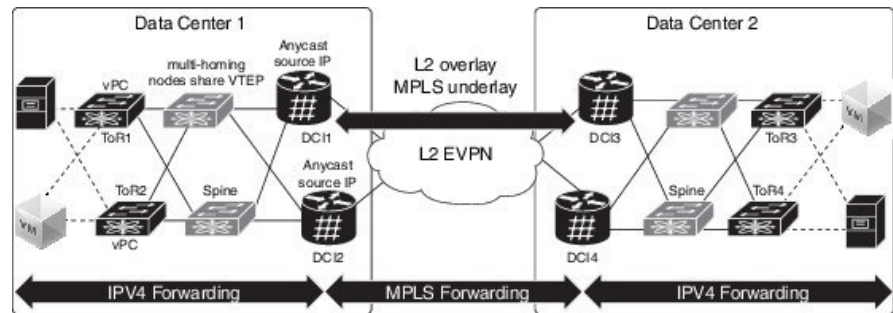 Data Center 1
Data Center 2
Anycast
source IP
multi-homing
nodes share VTEP
vPC
L2 overlay
MPLS underlay
ToR1
DCI1
DCI3
ToR3
VM
L2 EVPN
Anycast
source IP
ToR2
Spine
Spine
ToR4
VM
vPC
DCI2
DCI4
IPV4 Forwarding
MPLS Forwarding
IPV4 Forwarding